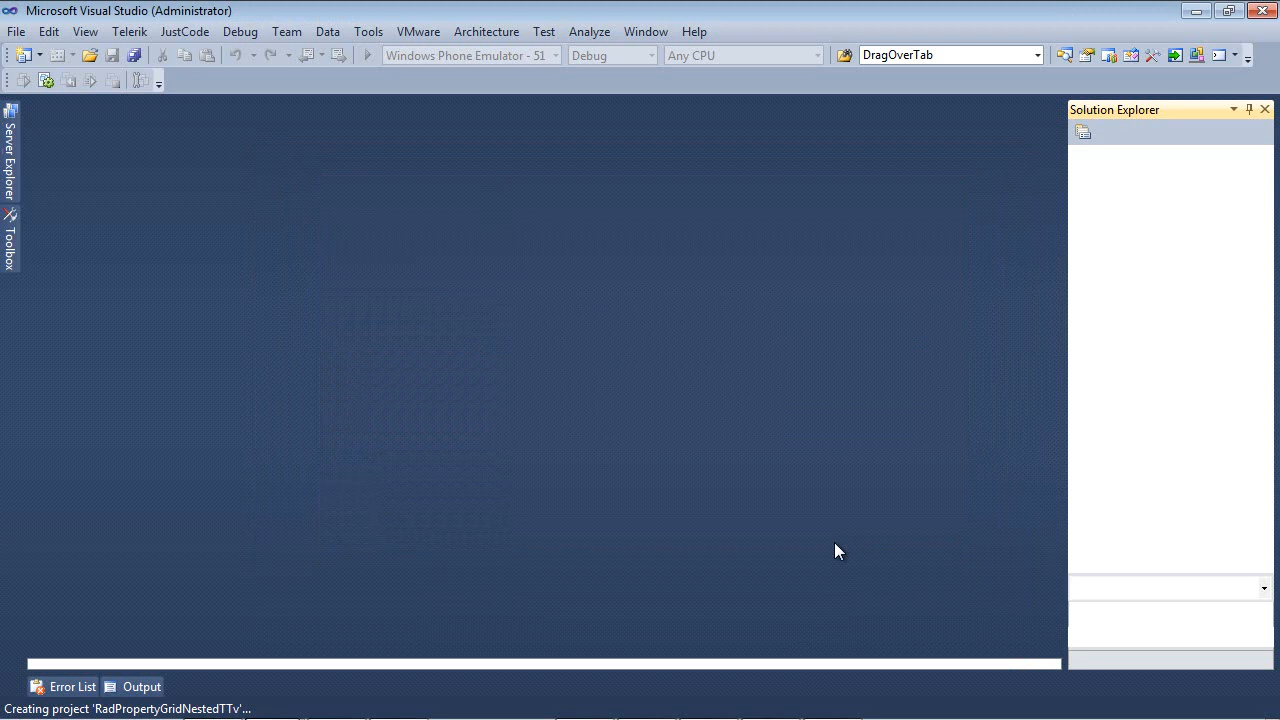 Microsoft Visual Studio (Administrator)
File Edit View Telerik JustCode Debug Team Data Tools VMware Architecture Test Analyze Window Help
Windows Phone Emulator - 51 Debug Any CPU DragOverTab
Server Explorer
Toolbox
Solution Explorer
Error List Output
Creating project 'RadPropertyGridNestedTTv'...